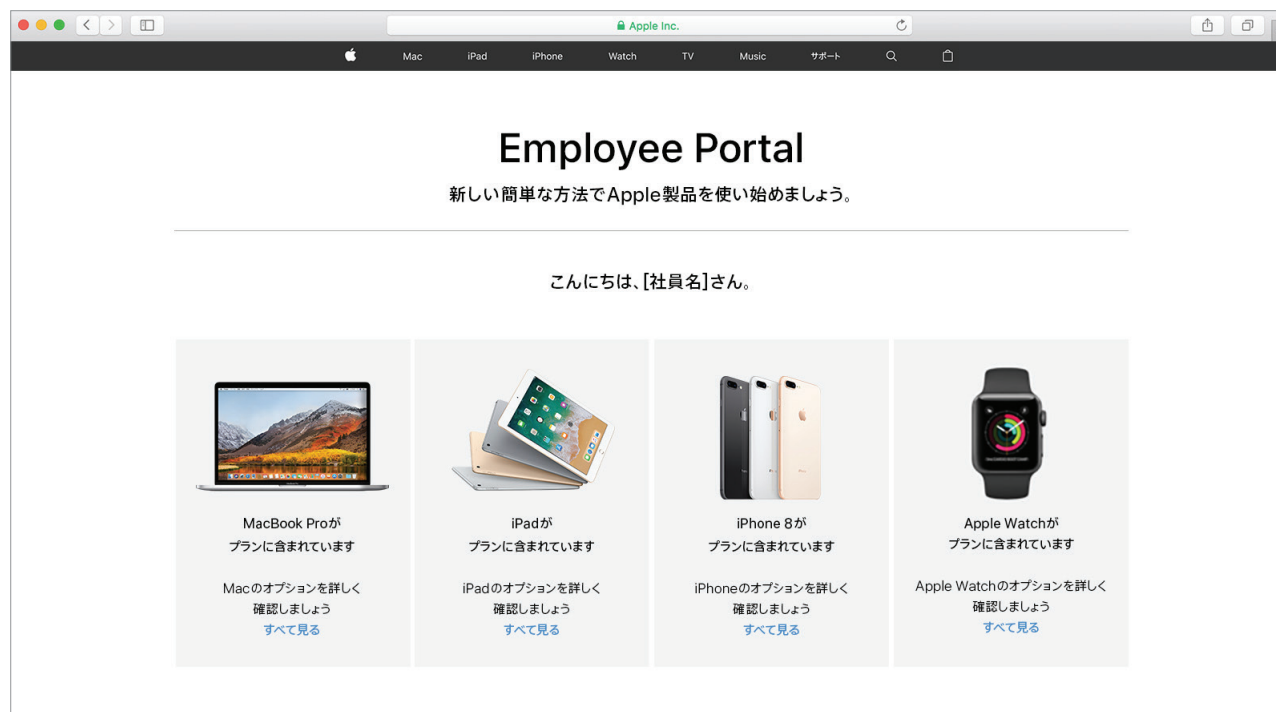 Apple Inc.
Mac iPad iPhone Watch TV Music サポート
Employee Portal
新しい簡単な方法でApple製品を使い始めましょう。
こんにちは、[社員名]さん。
MacBook Proが
プランに含まれています
Macのオプションを詳しく
確認しましょう
すべて見る
iPadが
プランに含まれています
iPadのオプションを詳しく
確認しましょう
すべて見る
iPhone 8が
プランに含まれています
iPhoneのオプションを詳しく
確認しましょう
すべて見る
Apple Watchが
プランに含まれています
Apple Watchのオプションを詳しく
確認しましょう
すべて見る